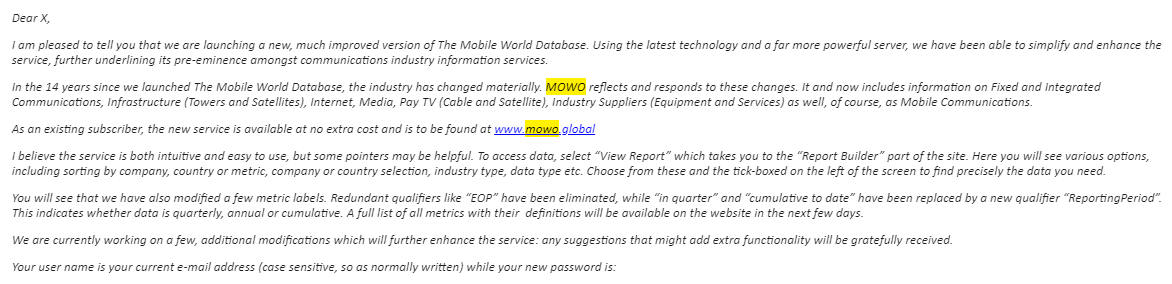 Dear X,
I am pleased to tell you that we are launching a new, much improved version of The Mobile World Database. Using the latest technology and a far more powerful server, we have been able to simplify and enhance the
service, further underlining its pre-eminence amongst communications industry information services.
In the 14 years since we launched The Mobile World Database, the industry has changed materially. MOWO reflects and responds to these changes. It and now includes information on Fixed and Integrated
Communications, Infrastructure (Towers and Satellites), Internet, Media, Pay TV (Cable and Satellite), Industry Suppliers (Equipment and Services) as well, of course, as Mobile Communications.
As an existing subscriber, the new service is available at no extra cost and is to be found at www.mowo.global
I believe the service is both intuitive and easy to use, but some pointers may be helpful. To access data, select “View Report” which takes you to the “Report Builder” part of the site. Here you will see various options,
including sorting by company, country or metric, company or country selection, industry type, data type etc. Choose from these and the tick-boxed on the left of the screen to find precisely the data you need.
You will see that we have also modified a few metric labels. Redundant qualifiers like “EOP” have been eliminated, while “in quarter” and “cumulative to date” have been replaced by a new qualifier “ReportingPeriod”.
This indicates whether data is quarterly, annual or cumulative. A full list of all metrics with their definitions will be available on the website in the next few days.
We are currently working on a few, additional modifications which will further enhance the service: any suggestions that might add extra functionality will be gratefully received.
Your user name is your current e-mail address (case sensitive, so as normally written) while your new password is: